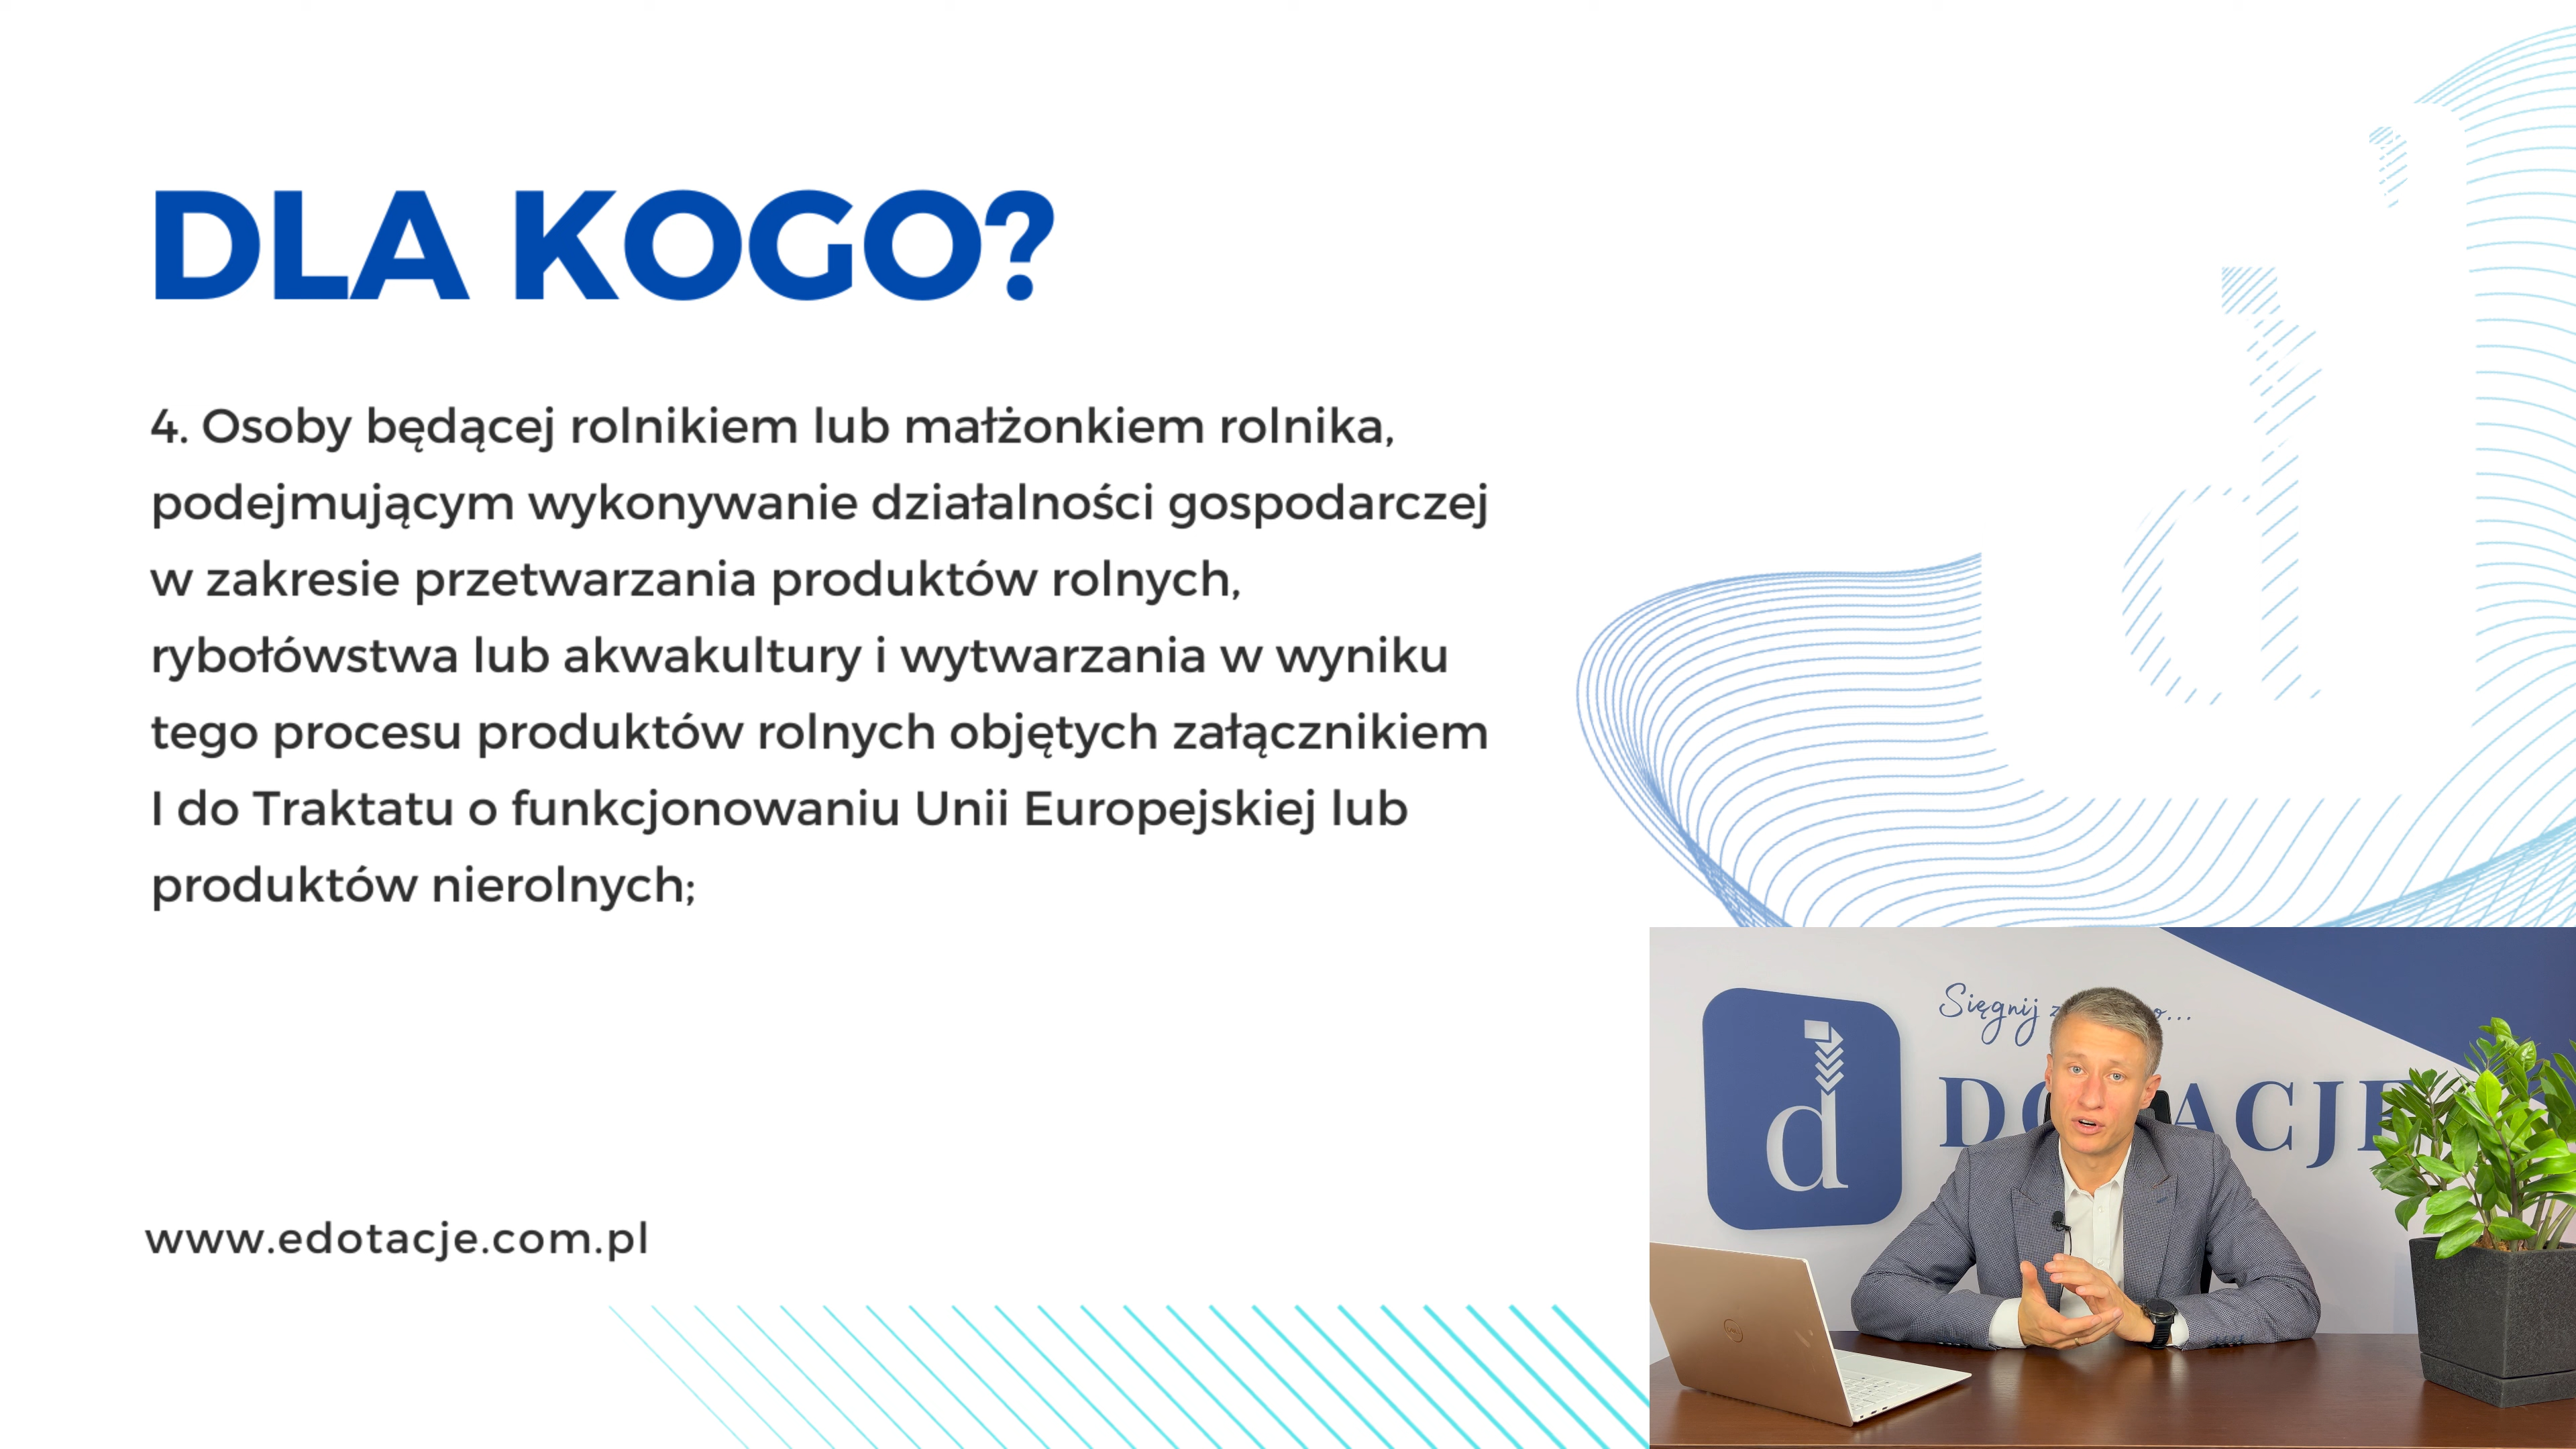 DLA KOGO?
4. Osoby będącej rolnikiem lub małżonkiem rolnika,
podejmującym wykonywanie działalności gospodarczej
w zakresie przetwarzania produktów rolnych,
rybołówstwa lub akwakultury i wytwarzania w wyniku
tego procesu produktów rolnych objętych załącznikiem
I do Traktatu o funkcjonowaniu Unii Europejskiej lub
produktów nierolnych;
www.edotacje.com.pl
d
Sięgnij
d